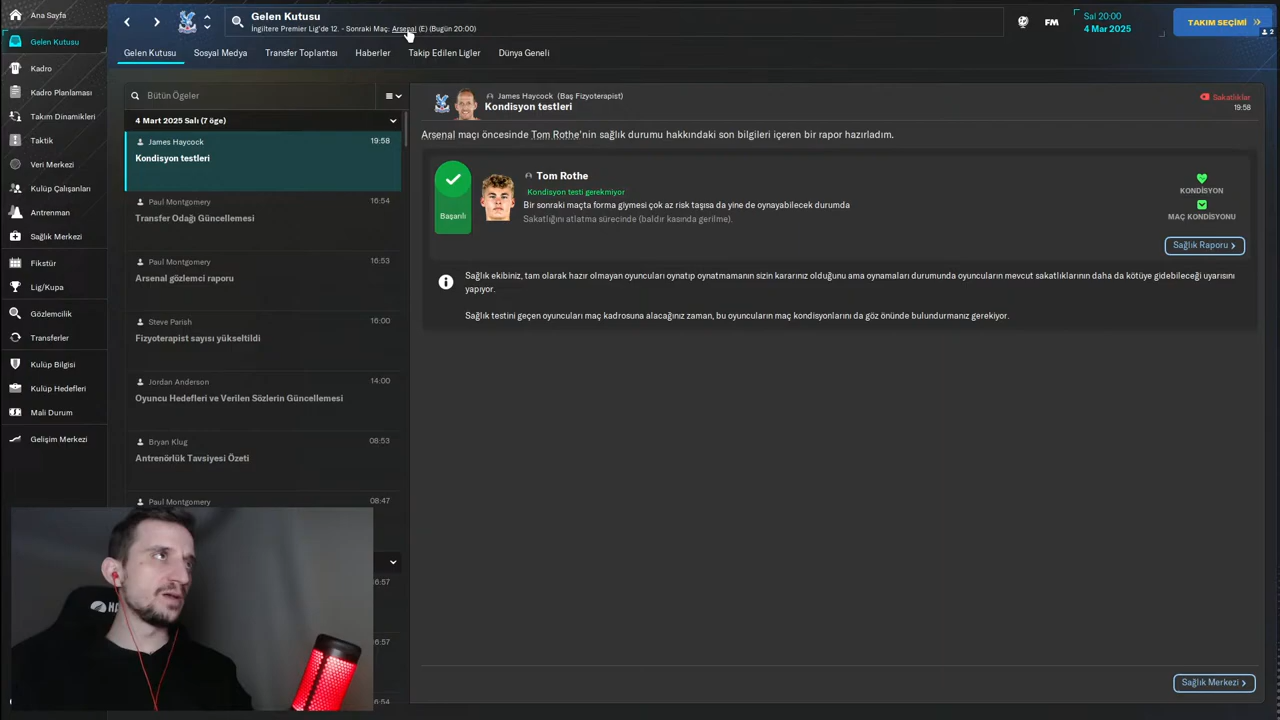 Ana Sayfa
Gelen Kutusu
Kadro
Kadro Planlaması
Takım Dinamikleri
Taktik
Veri Merkezi
Kulüp Çalışanları
Antrenman
Sağlık Merkezi
Fikstür
Lig/Kupa
Gözlemcilik
Transferler
Kulüp Bilgisi
Kulüp Hedefleri
Mali Durum
Gelişim Merkezi
Gelen Kutusu
İngiltere Premier Lig'de 12. - Sonraki Maç: Arsenal (E) (Bugün 20:00)
FM
Sal 20:00
4 Mar 2025
TAKIM SEÇİMİ
2
Gelen Kutusu
Sosyal Medya
Transfer Toplantısı
Haberler
Takip Edilen Ligler
Dünya Geneli
Bütün Ögeler
4 Mart 2025 Salı (7 öge)
James Haycock 19:58
Kondisyon testleri
Paul Montgomery 16:54
Transfer Odağı Güncellemesi
Paul Montgomery 16:53
Arsenal gözlemci raporu
Steve Parish 16:00
Fizyoterapist sayısı yükseltildi
Jordan Anderson 14:00
Oyuncu Hedefleri ve Verilen Sözlerin Güncellemesi
Bryan Klug 08:53
Antrenörlük Tavsiyesi Özeti
Paul Montgomery 08:47
16:57
16:57
16:54
James Haycock (Baş Fizyoterapist)
Kondisyon testleri
Sakatlıklar
19:58
Arsenal maçı öncesinde Tom Rothe'nin sağlık durumu hakkındaki son bilgileri içeren bir rapor hazırladım.
Başarılı
Tom Rothe
Kondisyon testi gerekmiyor
Bir sonraki maçta forma giymesi çok az risk taşısa da yine de oynayabilecek durumda
Sakatlığını atlatma sürecinde (baldır kasında gerilme).
KONDİSYON
MAÇ KONDİSYONU
Sağlık Raporu
Sağlık ekibiniz, tam olarak hazır olmayan oyuncuları oynatıp oynatmamanın sizin kararınız olduğunu ama oynamaları durumunda oyuncuların mevcut sakatlıklarının daha da kötüye gidebileceği uyarısını
yapıyor.
Sağlık testini geçen oyuncuları maç kadrosuna alacağınız zaman, bu oyuncuların maç kondisyonlarını da göz önünde bulundurmanız gerekiyor.
Sağlık Merkezi